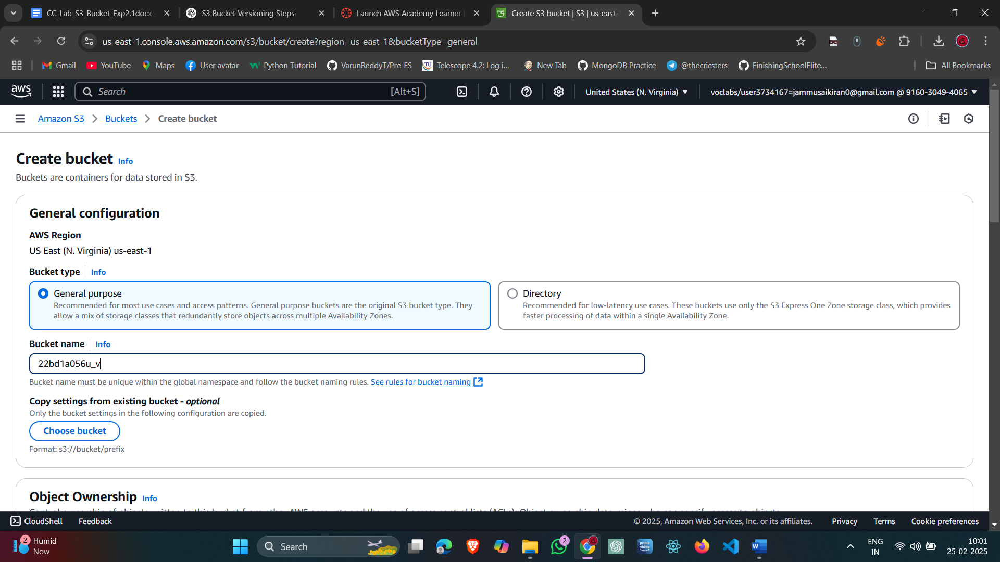 CC_Lab_S3_Bucket_Exp2.1docx
S3 Bucket Versioning Steps
Launch AWS Academy Learner
Create S3 bucket | S3 | us-east-
us-east-1.console.aws.amazon.com/s3/bucket/create?region=us-east-1&bucketType=general
Gmail
YouTube
Maps
User avatar
Python Tutorial
VarunReddyT/Pre-FS
Telescope 4.2: Log i...
New Tab
MongoDB Practice
@thecricsters
FinishingSchoolElite...
All Bookmarks
aws
Search
[Alt+S]
United States (N. Virginia)
voclabs/user3734167=jammusaikiran0@gmail.com @ 9160-3049-4065
Amazon S3
Buckets
Create bucket
Create bucket Info
Buckets are containers for data stored in S3.
General configuration
AWS Region
US East (N. Virginia) us-east-1
Bucket type Info
General purpose
Recommended for most use cases and access patterns. General purpose buckets are the original S3 bucket type. They
allow a mix of storage classes that redundantly store objects across multiple Availability Zones.
Directory
Recommended for low-latency use cases. These buckets use only the S3 Express One Zone storage class, which provides
faster processing of data within a single Availability Zone.
Bucket name Info
22bd1a056u_v
Bucket name must be unique within the global namespace and follow the bucket naming rules. See rules for bucket naming
Copy settings from existing bucket - optional
Only the bucket settings in the following configuration are copied.
Choose bucket
Format: s3://bucket/prefix
Object Ownership Info
CloudShell
Feedback
© 2025, Amazon Web Services, Inc. or its affiliates.
Privacy
Terms
Cookie preferences
2
Humid
Now
Search
2
prime video
ENG
IN
10:01
25-02-2025